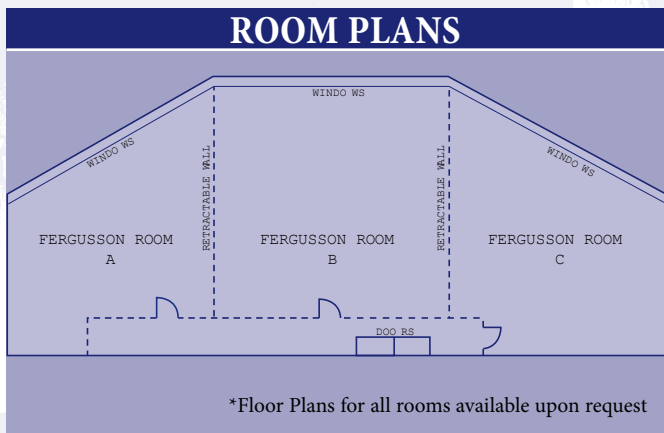 ROOM PLANS
WINDO WS
WINDO WS
WINDO WS
RETRACTABLE WALL
RETRACTABLE WALL
FERGUSSON ROOM
A
FERGUSSON ROOM
B
FERGUSSON ROOM
C
DOO RS
*Floor Plans for all rooms available upon request